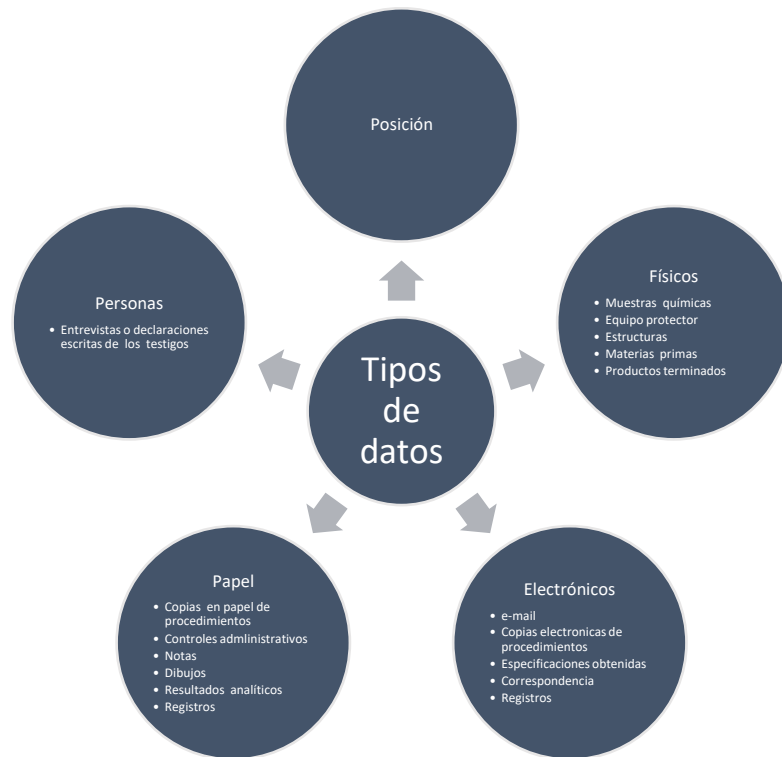 Posición
Físicos
• Muestras químicas
• Equipo protector
• Estructuras
• Materias primas
• Productos terminados
Personas
• Entrevistas o declaraciones
escritas de los testigos
Tipos
de
datos
Papel
• Copias en papel de
procedimientos
• Controles administrativos
• Notas
• Dibujos
• Resultados analíticos
• Registros
Electrónicos
• e-mail
• Copias electronicas de
procedimientos
• Especificaciones obtenidas
• Correspondencia
• Registros